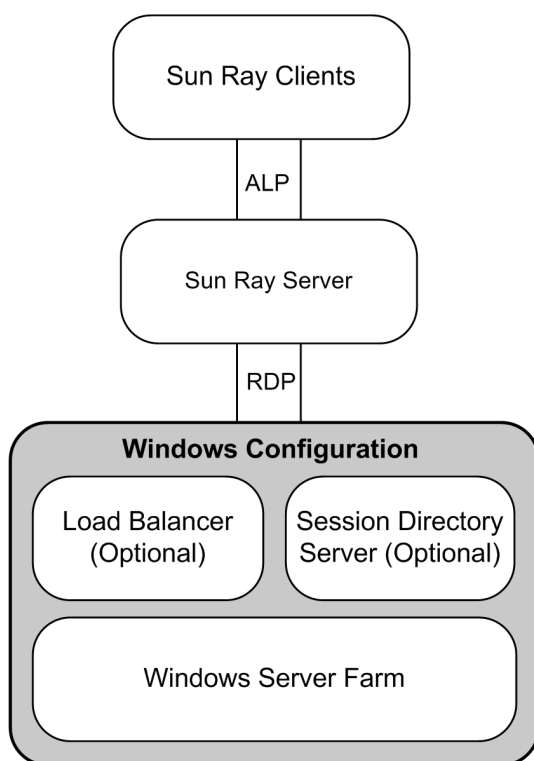 Sun Ray Clients
ALP
Sun Ray Server
RDP
Windows Configuration
Load Balancer
(Optional)
Session Directory
Server (Optional)
Windows Server Farm